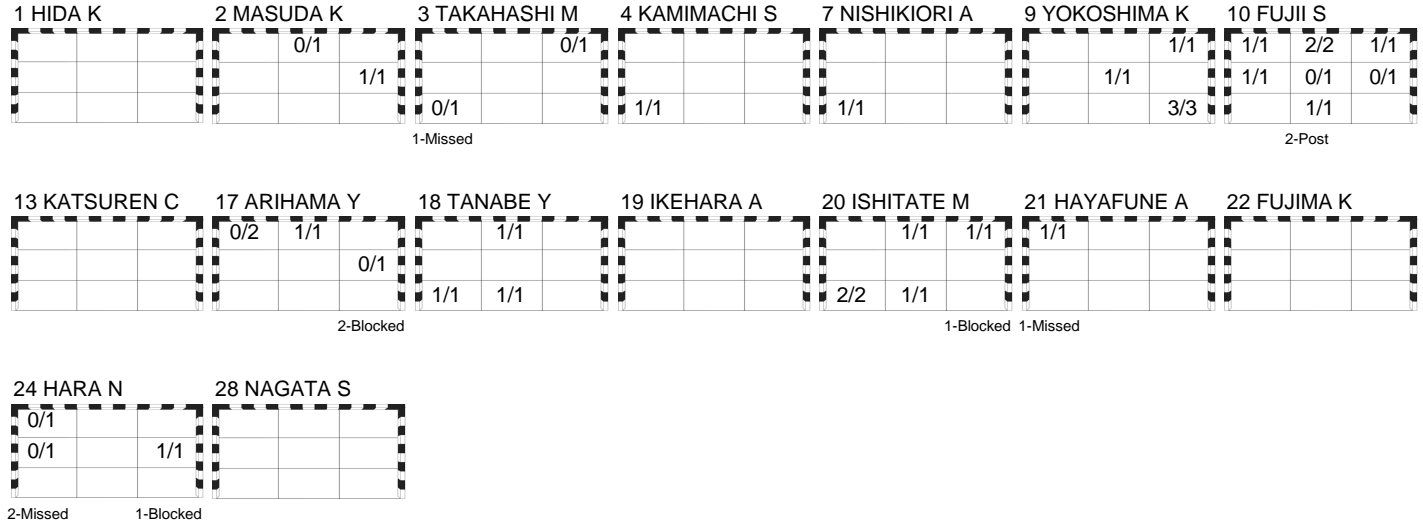 1 HIDA K 2 MASUDA K 3 TAKAHASHI M 4 KAMIMACHI S 7 NISHIKIORI A 9 YOKOSHIMA K 10 FUJII S
0/1 0/1 1/1 1/1 2/2 1/1
1/1 1/1 1/1 0/1 0/1
0/1 1/1 1/1 3/3 1/1
1-Missed 2-Post
13 KATSUREN C 17 ARIHAMA Y 18 TANABE Y 19 IKEHARA A 20 ISHITATE M 21 HAYAFUNE A 22 FUJIMA K
0/2 1/1 1/1 1/1 1/1 1/1
0/1
1/1 1/1 2/2 1/1
2-Blocked 1-Blocked 1-Missed
24 HARA N 28 NAGATA S
0/1
0/1 1/1
2-Missed 1-Blocked